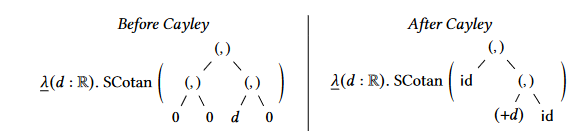 Before Cayley After Cayley
(,) (,)
λ(d : ℝ). SCotan ( (,) (,) ) λ(d : ℝ). SCotan ( id (,) )
0 0 d 0 (+d) id